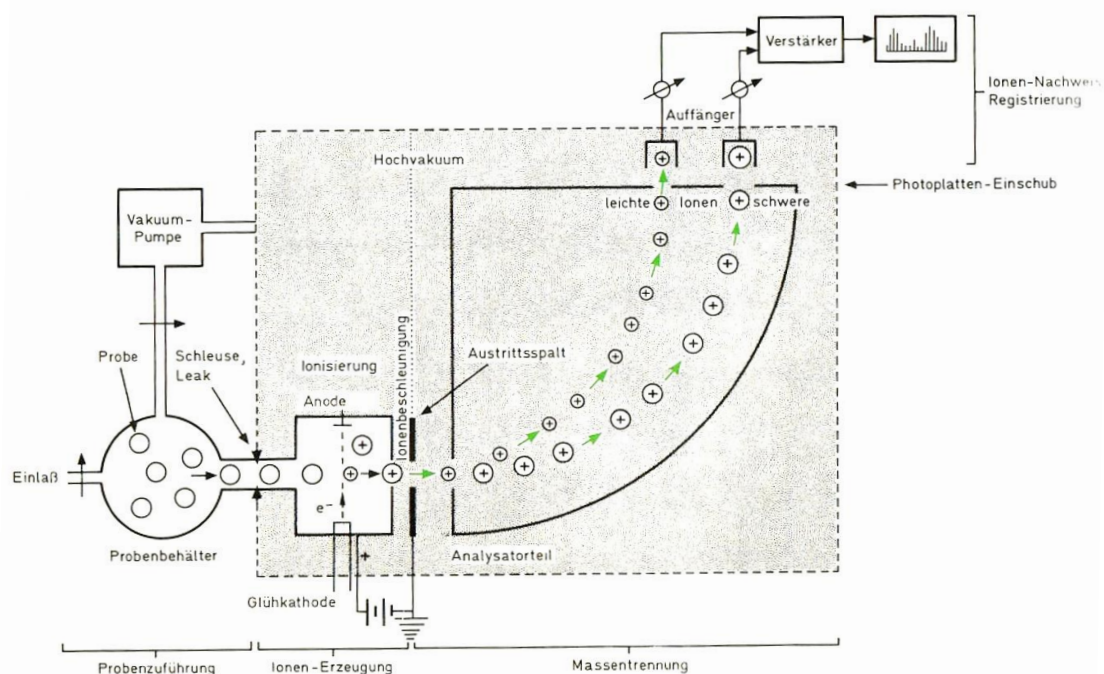 Verstärker
Ionen-Nachweis
Registrierung
Auffänger
Hochvakuum
Photoplatten-Einschub
leichte Ionen schwere
Vakuum-
Pumpe
Probe
Schleuse,
Leak
Ionisierung
Anode
Ionenbeschleunigung
Austrittsspalt
Einlaß
e⁻
+
Probenbehälter
Analysatorteil
Glühkathode
Probenzuführung
Ionen-Erzeugung
Massentrennung